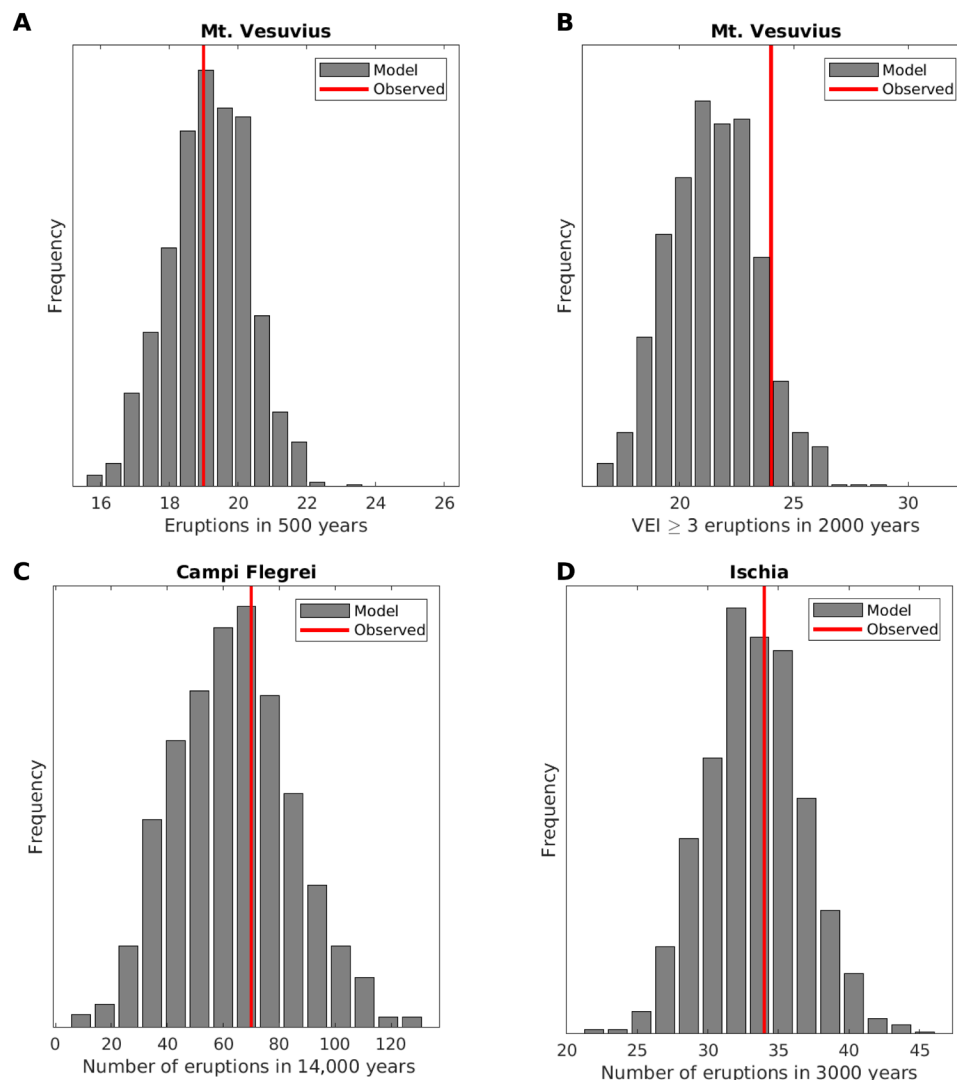 A
Mt. Vesuvius
Model
Observed
Frequency
16 18 20 22 24 26
Eruptions in 500 years
B
Mt. Vesuvius
Model
Observed
Frequency
20 25 30
VEI ≥ 3 eruptions in 2000 years
C
Campi Flegrei
Model
Observed
Frequency
0 20 40 60 80 100 120
Number of eruptions in 14,000 years
D
Ischia
Model
Observed
Frequency
20 25 30 35 40 45
Number of eruptions in 3000 years